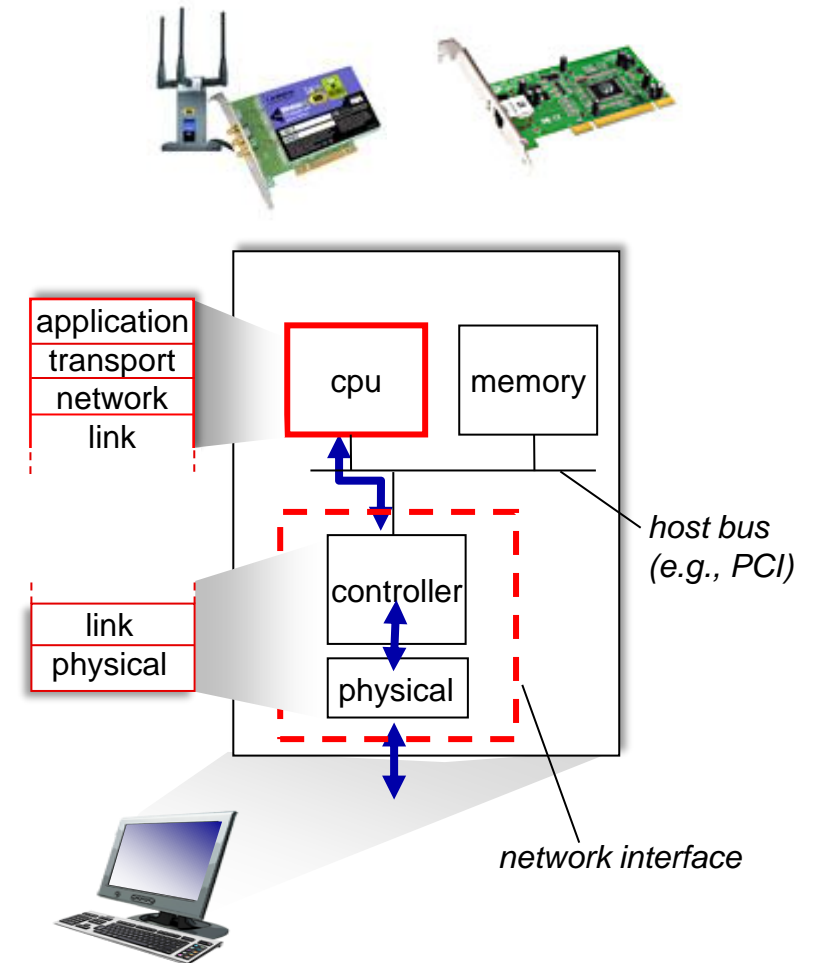 application
transport
network
link
cpu
memory
host bus
(e.g., PCI)
controller
link
physical
physical
network interface